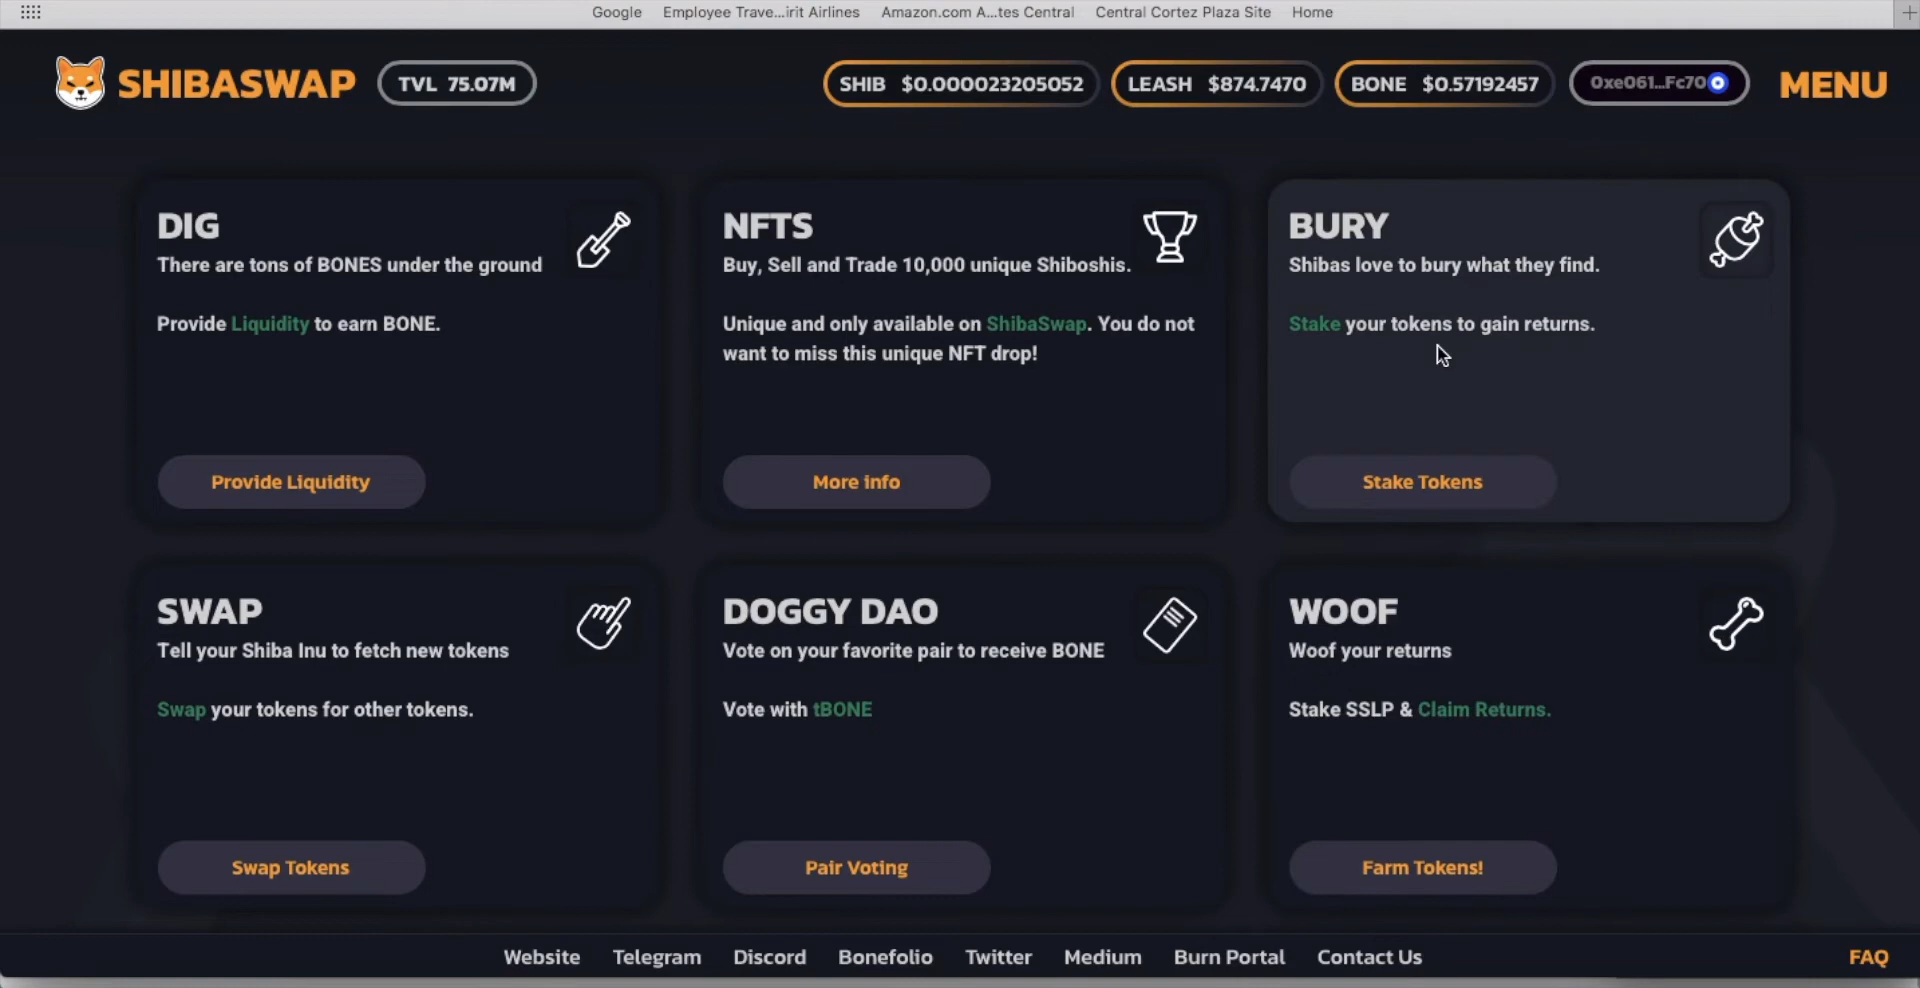 Google Employee Trave...irit Airlines Amazon.com A...tes Central Central Cortez Plaza Site Home
SHIBASWAP TVL 75.07M SHIB $0.000023205052 LEASH $874.7470 BONE $0.57192457 0xe061...Fc70 MENU
DIG
There are tons of BONES under the ground
Provide Liquidity to earn BONE.
Provide Liquidity
NFTS
Buy, Sell and Trade 10,000 unique Shiboshis.
Unique and only available on ShibaSwap. You do not
want to miss this unique NFT drop!
More info
BURY
Shibas love to bury what they find.
Stake your tokens to gain returns.
Stake Tokens
SWAP
Tell your Shiba Inu to fetch new tokens
Swap your tokens for other tokens.
Swap Tokens
DOGGY DAO
Vote on your favorite pair to receive BONE
Vote with tBONE
Pair Voting
WOOF
Woof your returns
Stake SSLP & Claim Returns.
Farm Tokens!
Website Telegram Discord Bonefolio Twitter Medium Burn Portal Contact Us FAQ